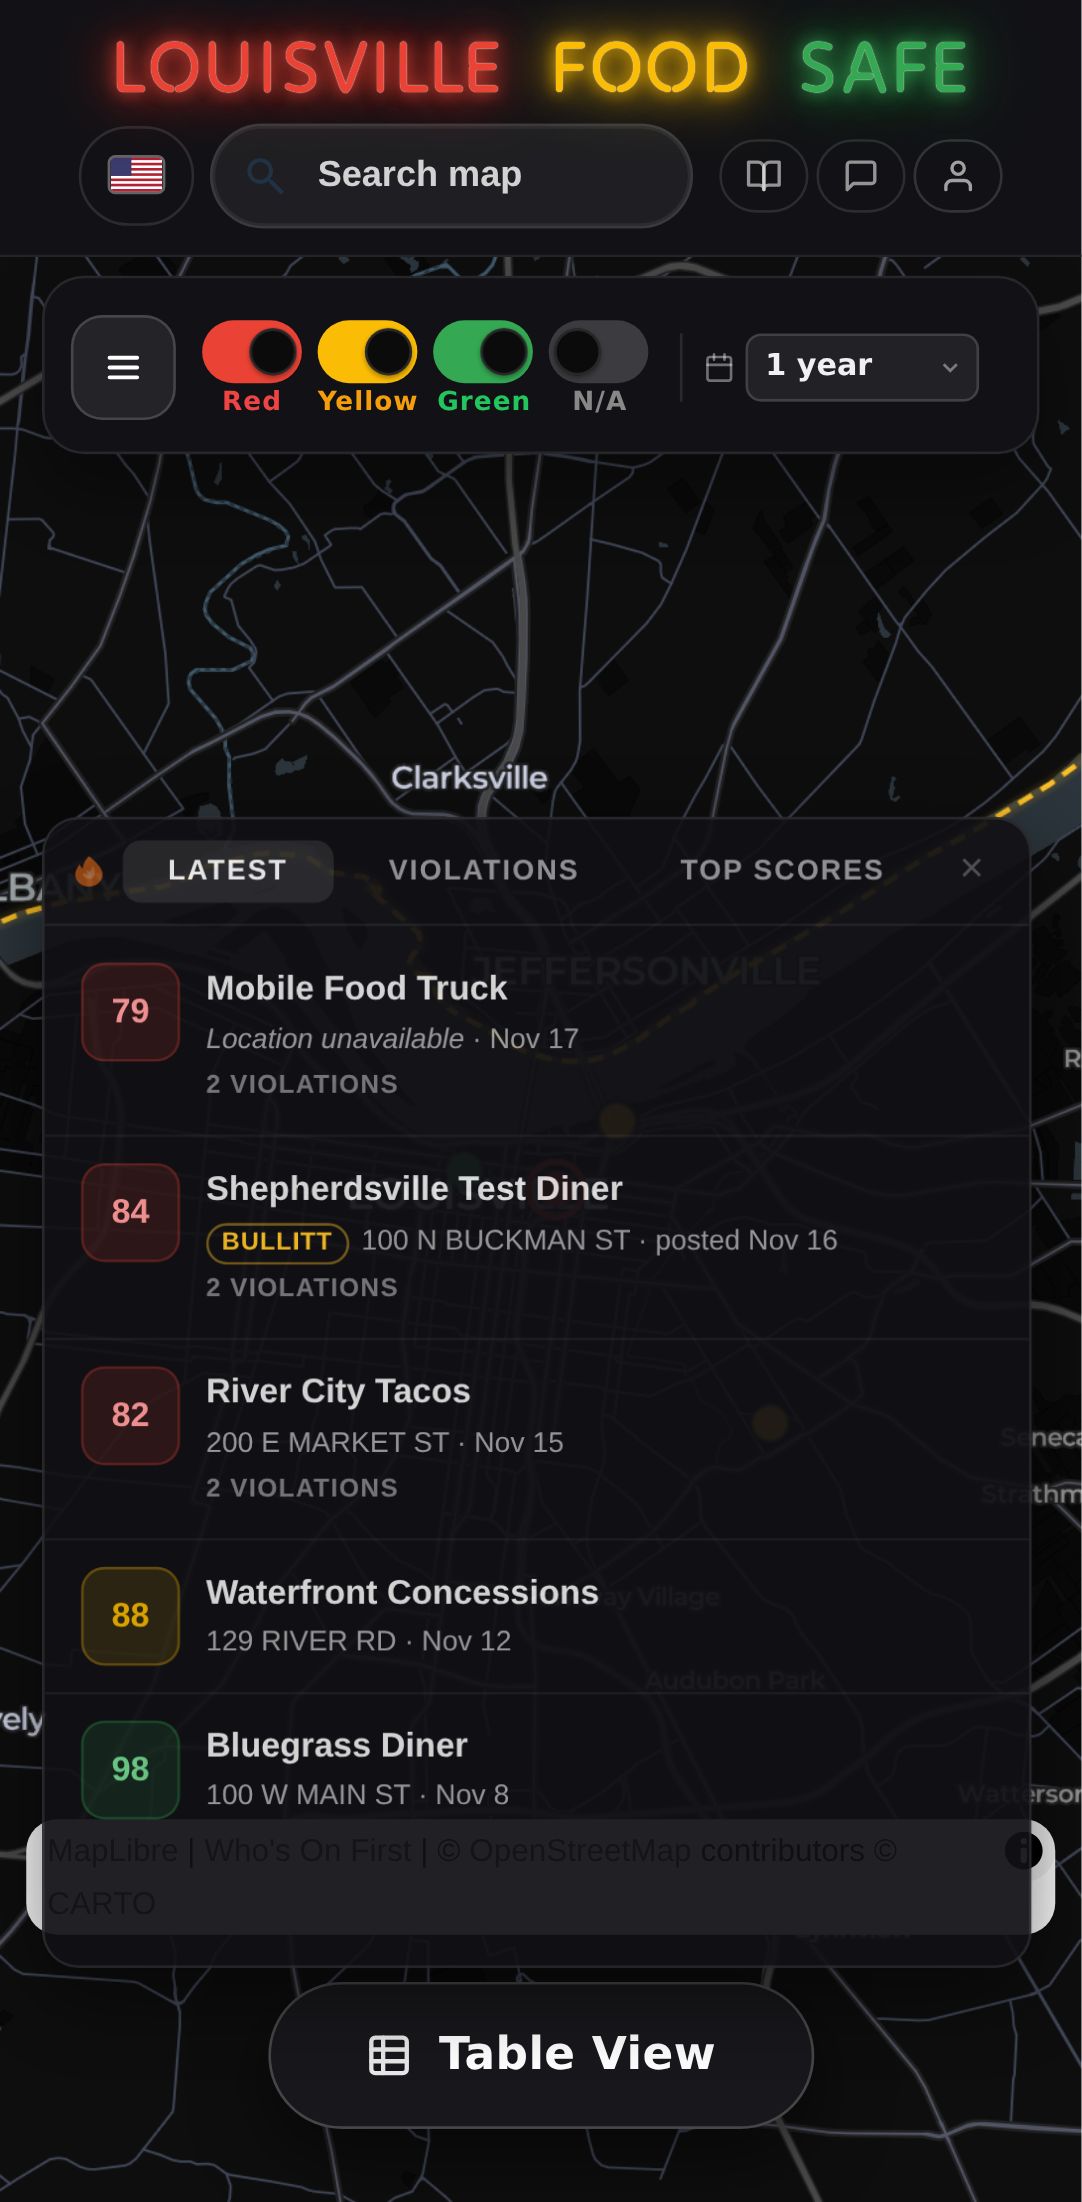 LOUISVILLE FOOD SAFE
Search map
Red
Yellow
Green
N/A
1 year
Clarksville
LATEST
VIOLATIONS
TOP SCORES
JEFFERSONVILLE
79
Mobile Food Truck
Location unavailable · Nov 17
2 VIOLATIONS
84
Shepherdsville Test Diner
BULLITT
100 N BUCKMAN ST · posted Nov 16
2 VIOLATIONS
82
River City Tacos
200 E MARKET ST · Nov 15
2 VIOLATIONS
88
Waterfront Concessions
129 RIVER RD · Nov 12
Audubon Park
98
Bluegrass Diner
100 W MAIN ST · Nov 8
MapLibre | Who's On First | © OpenStreetMap contributors ©
CARTO
Table View